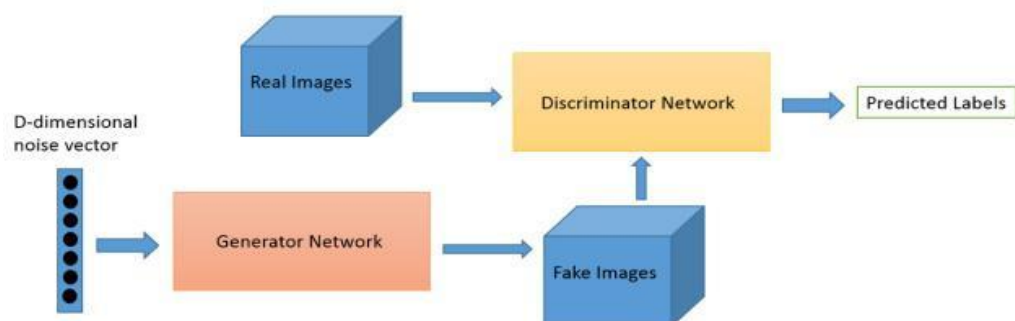 Real Images
Discriminator Network
Predicted Labels
D-dimensional
noise vector
Generator Network
Fake Images